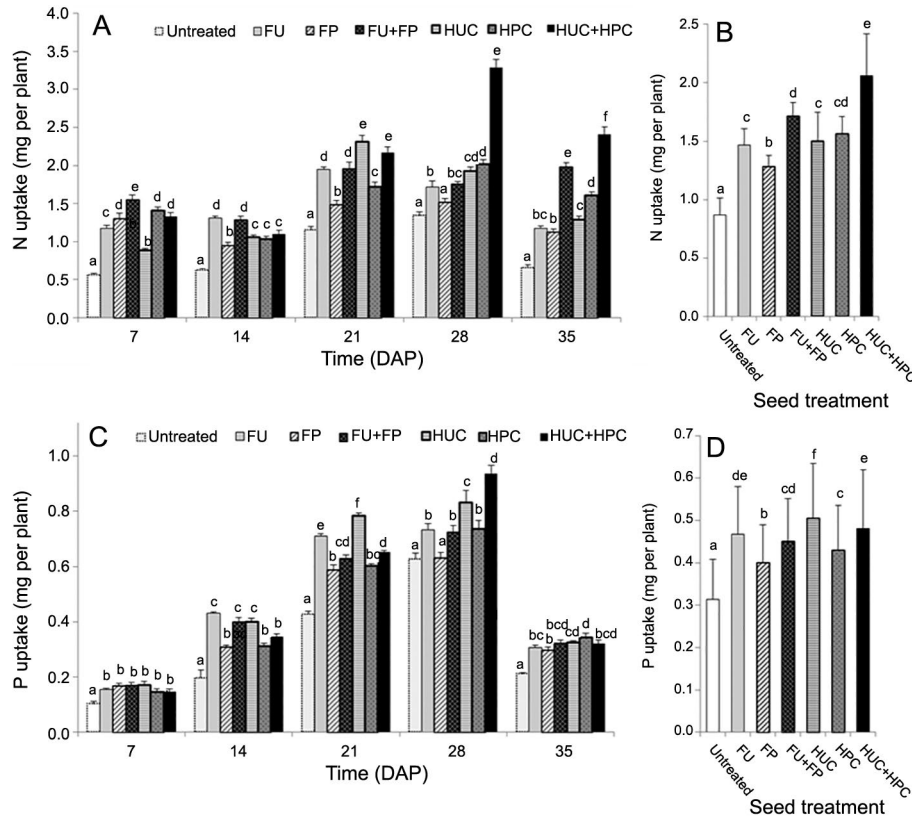 A
Untreated FU FP FU+FP HUC HPC HUC+HPC
N uptake (mg per plant)
4.0
3.5
3.0
2.5
2.0
1.5
1.0
0.5
0.0
a c d e b d d
a d b d c c c
a d b d e c e
a b a bc cd d e
a bc b e c d f
7 14 21 28 35
Time (DAP)
B
N uptake (mg per plant)
2.5
2.0
1.5
1.0
0.5
0.0
a c b d c cd e
Untreated FU FP FU+FP HUC HPC HUC+HPC
Seed treatment
C
Untreated FU FP FU+FP HUC HPC HUC+HPC
P uptake (mg per plant)
1.0
0.8
0.6
0.4
0.2
0.0
a b b b b b b
a c b c c b b
a e b cd f bc d
a b a b c b d
a bc b bcd cd d bcd
7 14 21 28 35
Time (DAP)
D
P uptake (mg per plant)
0.7
0.6
0.5
0.4
0.3
0.2
0.0
a de b cd f c e
Untreated FU FP FU+FP HUC HPC HUC+HPC
Seed treatment